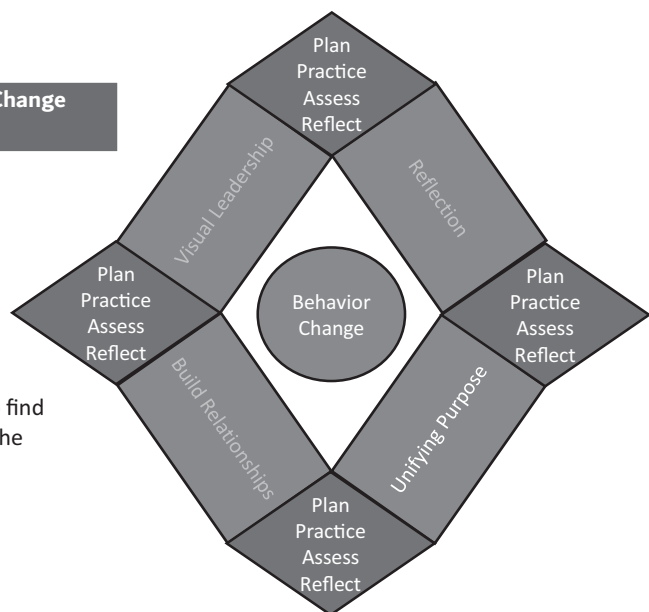 Change
Plan
Practice
Assess
Reflect
Visual Leadership
Reflection
Plan
Practice
Assess
Reflect
Behavior
Change
Plan
Practice
Assess
Reflect
find
he
Build Relationships
Unifying Purpose
Plan
Practice
Assess
Reflect